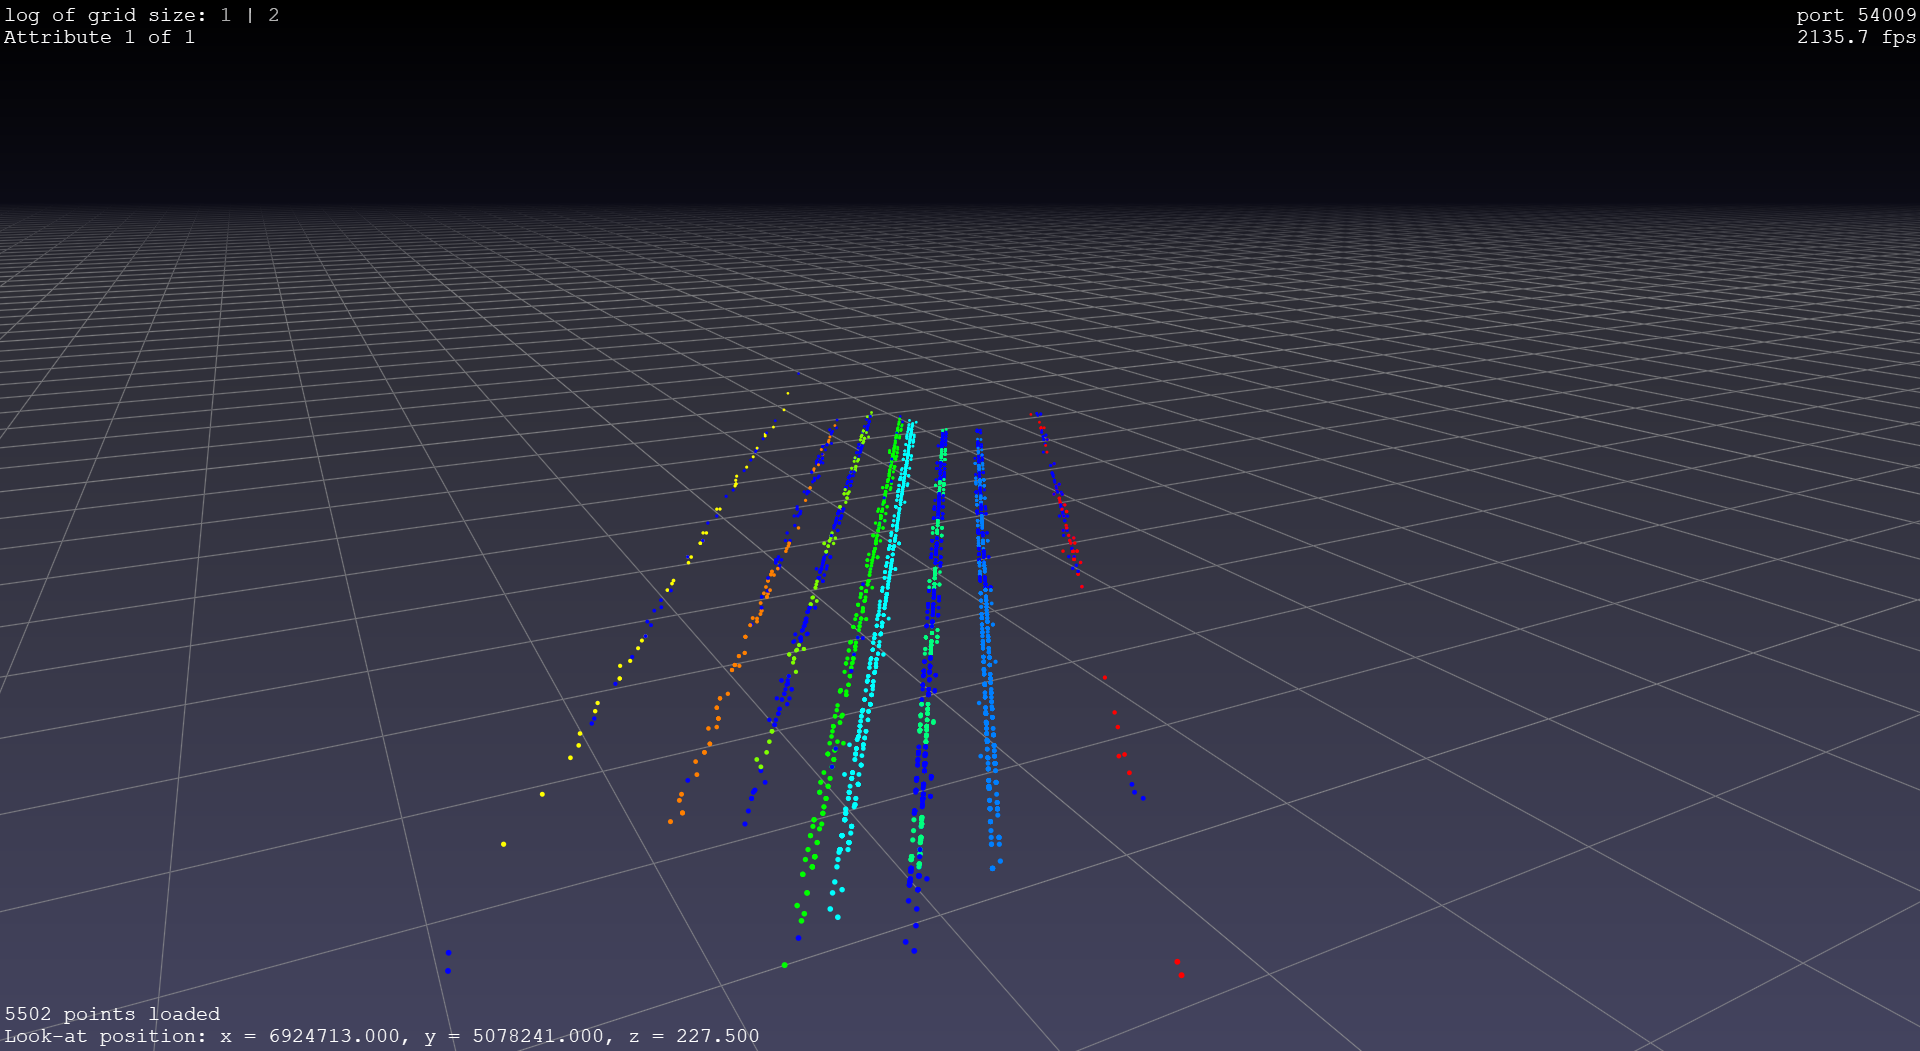 log of grid size: 1 | 2
Attribute 1 of 1
port 54009
2135.7 fps
5502 points loaded
Look-at position: x = 6924713.000, y = 5078241.000, z = 227.500